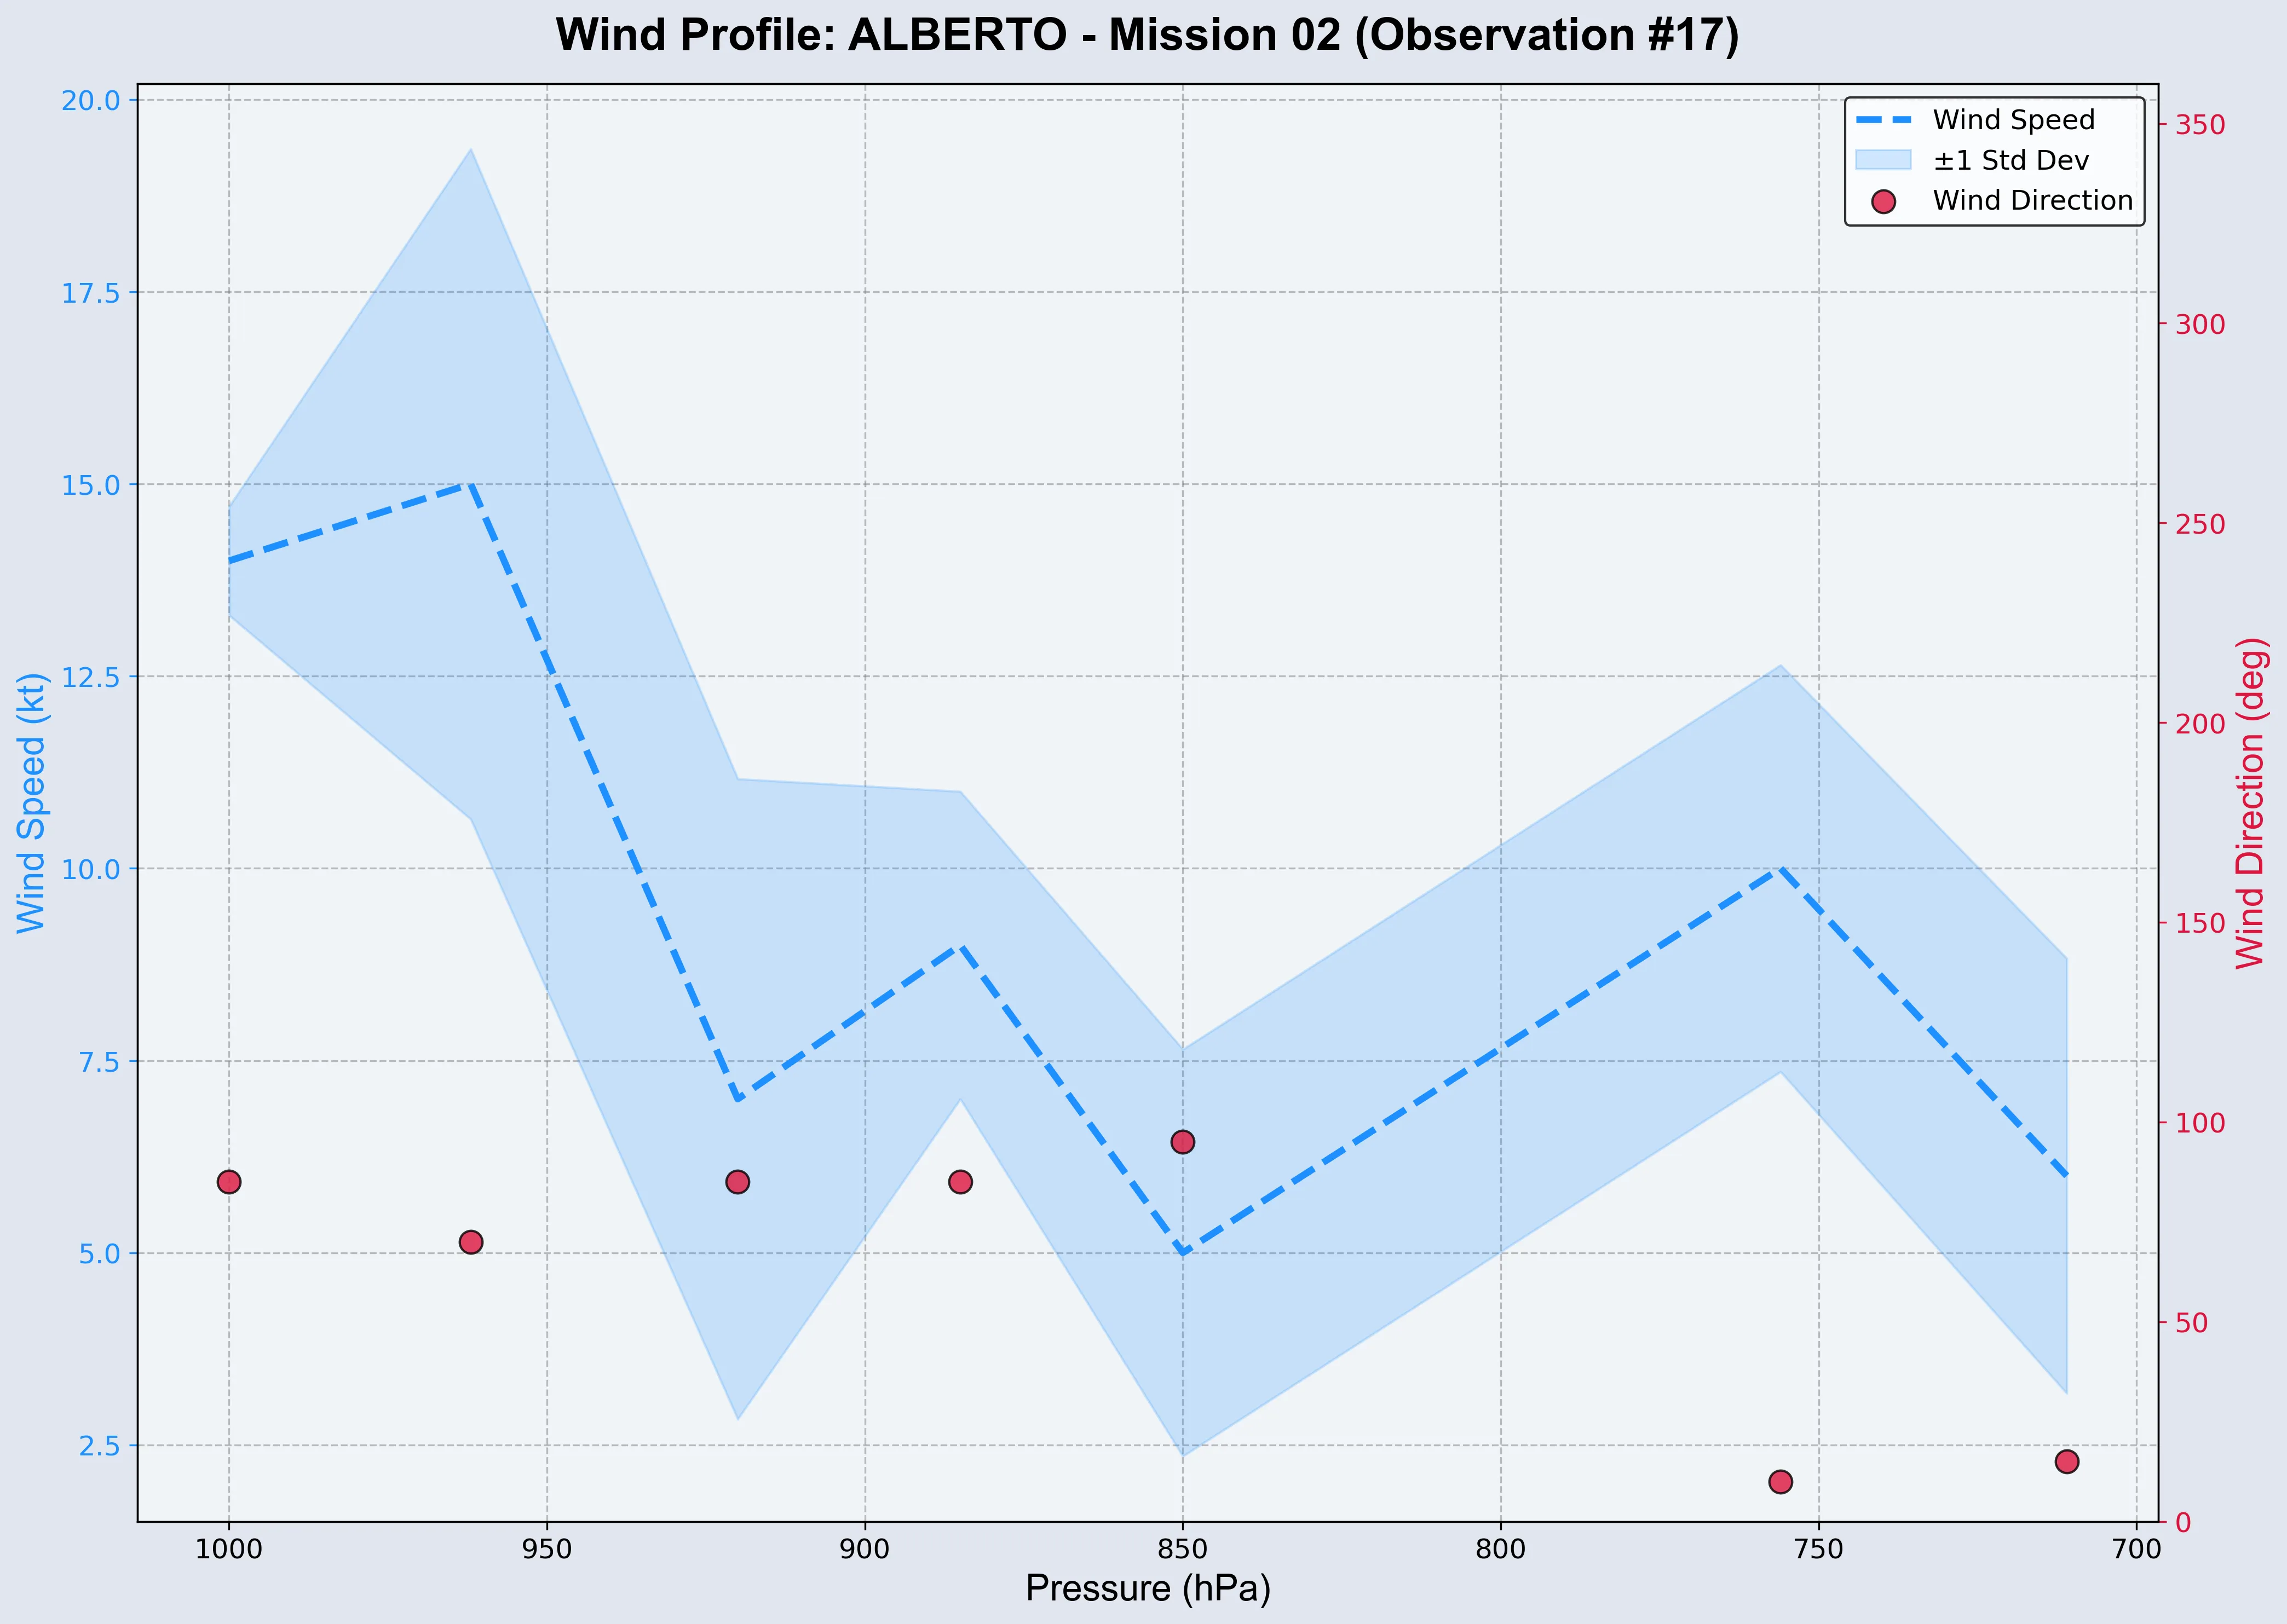 Wind Profile: ALBERTO - Mission 02 (Observation #17)
Wind Speed (kt)
20.0
17.5
15.0
12.5
10.0
7.5
5.0
2.5
Wind Speed
±1 Std Dev
Wind Direction
350
300
250
200
150
100
50
0
Wind Direction (deg)
1000 950 900 850 800 750 700
Pressure (hPa)